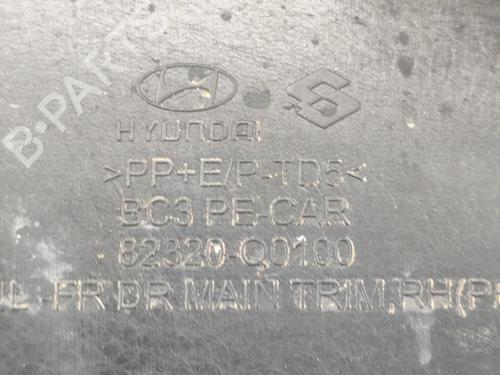 B-PARTS
HYUNDAI
>PP+E/P-TD5<
BC3 PE-CAR
82320-Q0100
FR DR MAIN TRIM,RH(P